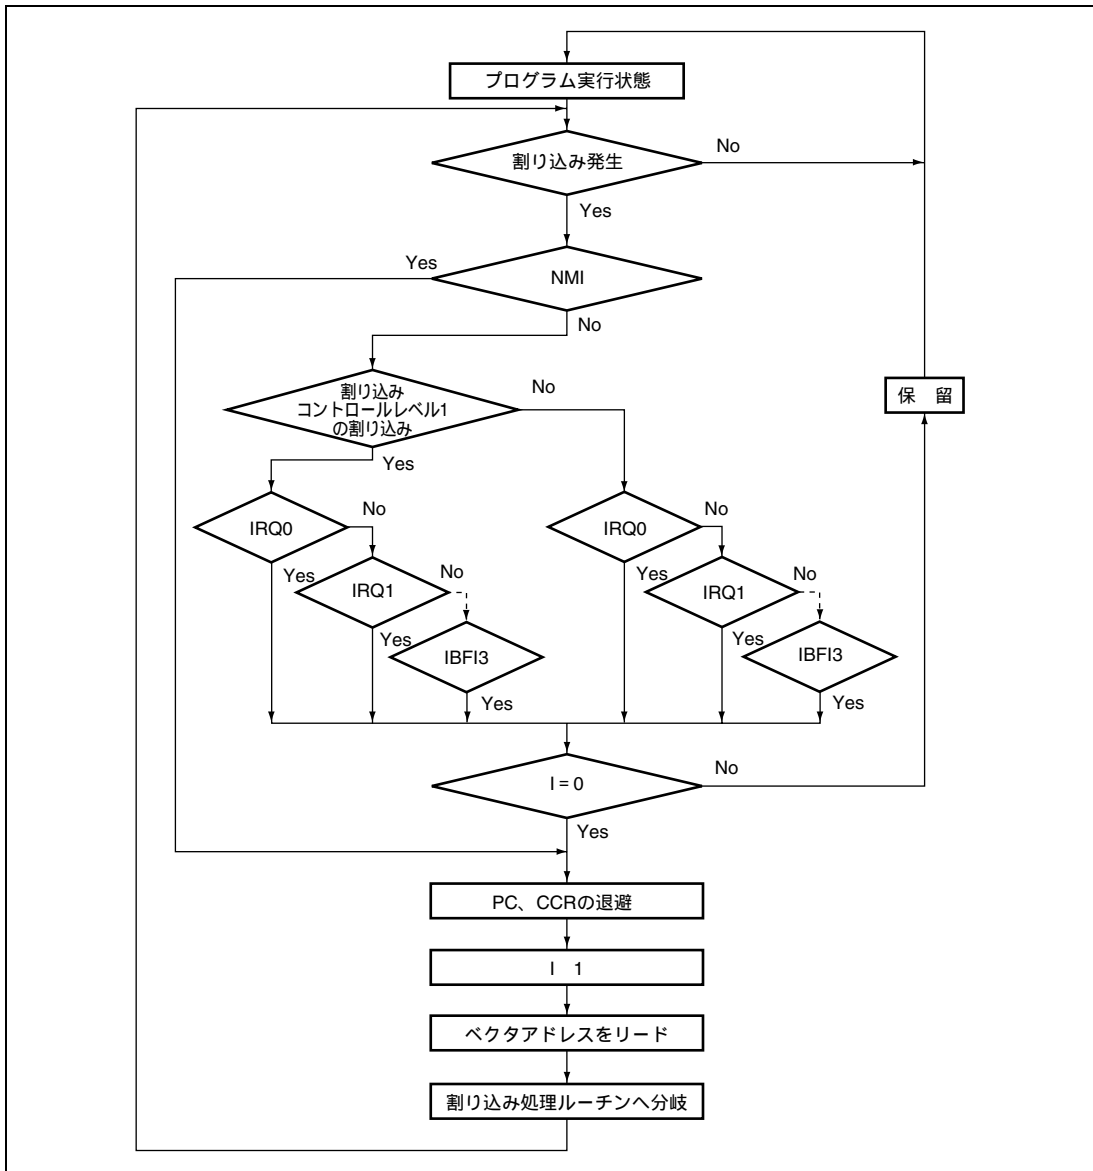 プログラム実行状態
割り込み発生
No
Yes
Yes
NMI
No
割り込み
コントロールレベル1
の割り込み
No
Yes
保　留
IRQ0
No
Yes
IRQ1
No
Yes
IBFI3
Yes
IRQ0
No
Yes
IRQ1
No
Yes
IBFI3
Yes
I = 0
No
Yes
PC、CCRの退避
I　1
ベクタアドレスをリード
割り込み処理ルーチンへ分岐